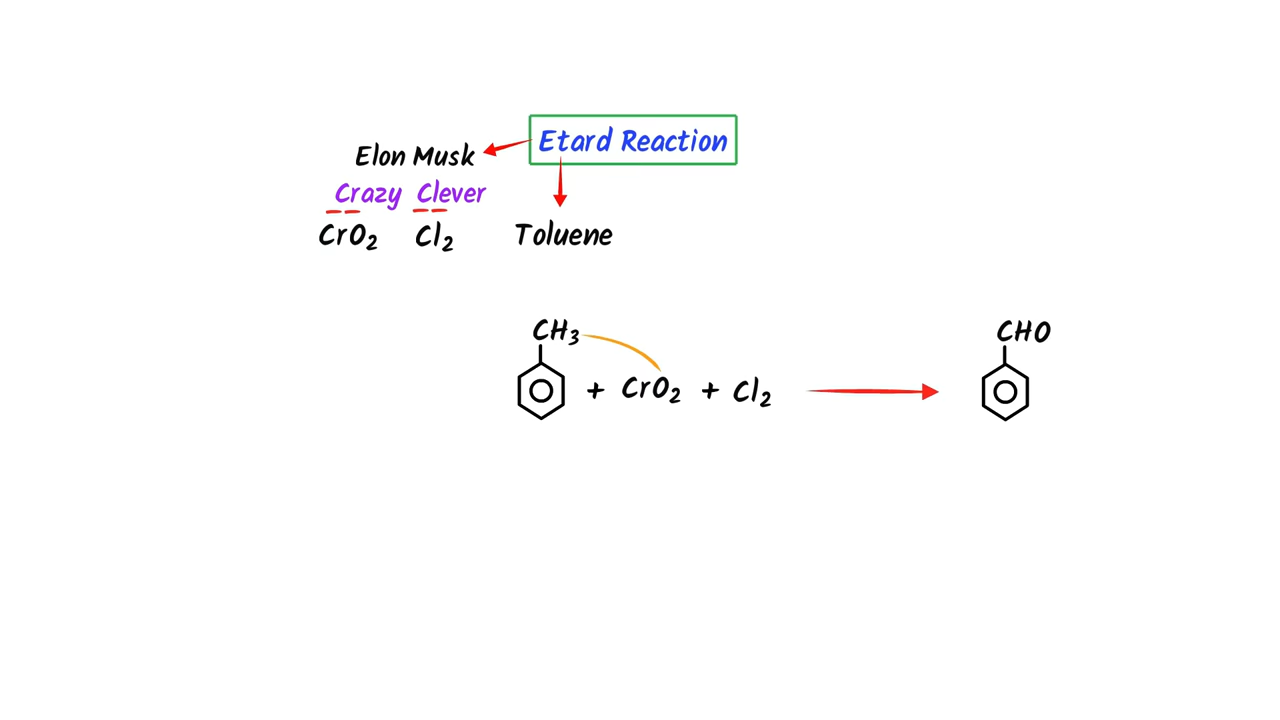 Etard Reaction
Elon Musk
Crazy Clever
CrO₂ Cl₂ Toluene
CH₃ CHO
+ CrO₂ + Cl₂